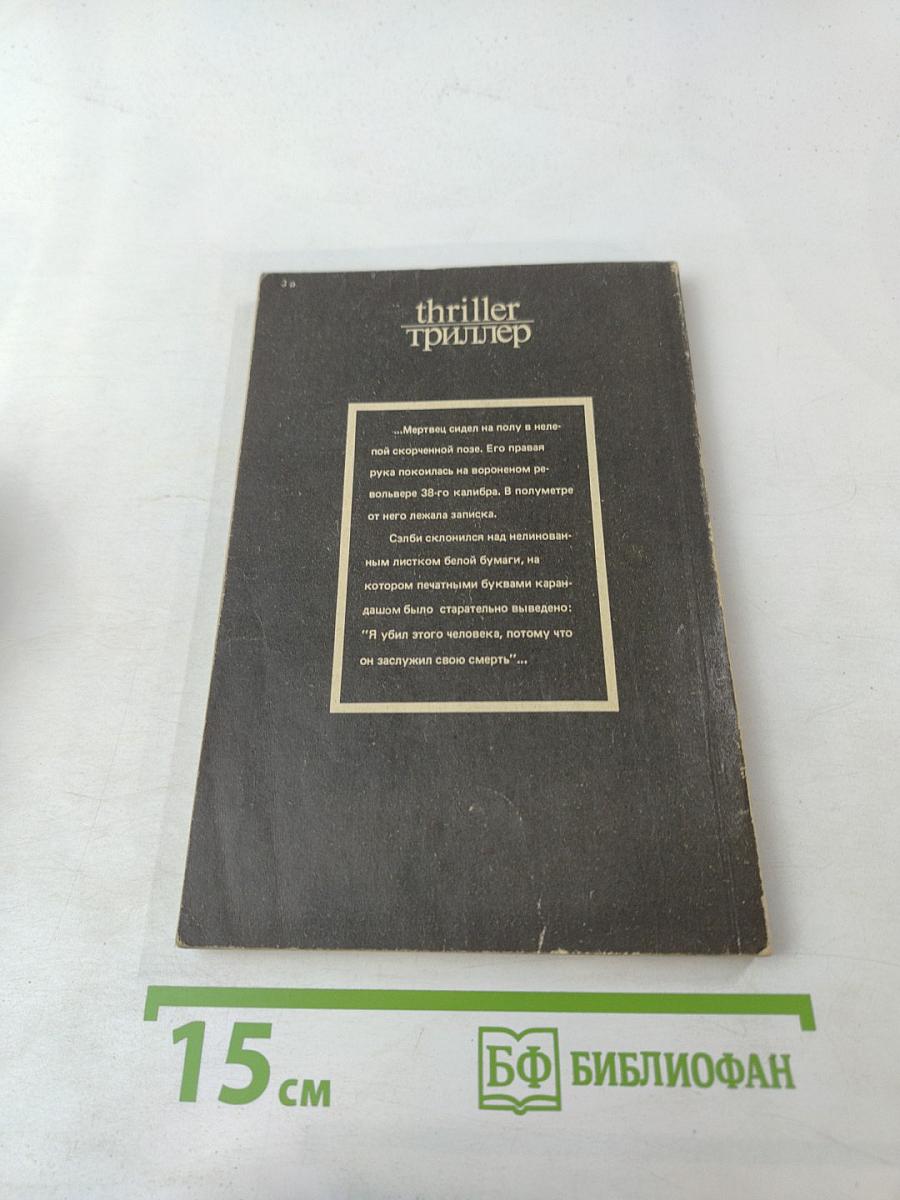 3 р
thriller
триллер
...Мертвец сидел на полу в неле-
пой скорченной позе. Его правая
рука покоилась на вороненом ре-
вольвере 38-го калибра. В полуметре
от него лежала записка.
Сэлби склонился над нелинован-
ным листком белой бумаги, на
котором печатными буквами каран-
дашом было старательно выведено:
"Я убил этого человека, потому что
он заслужил свою смерть"...
15 см
БФ БИБЛИОФАН